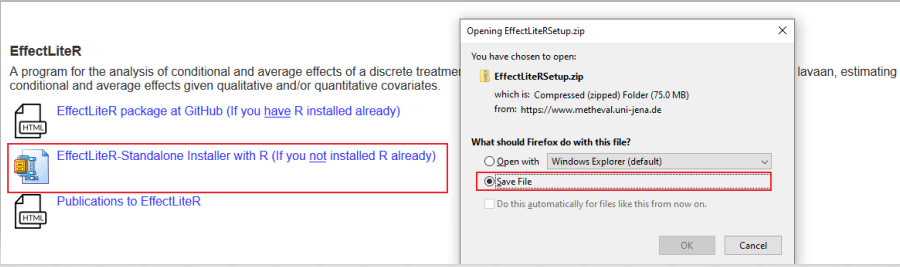 EffectLiteR
A program for the analysis of conditional and average effects of a discrete treatmer
lavaan, estimating
conditional and average effects given qualitative and/or quantitative covariates.
HTML
EffectLiteR package at GitHub (If you have R installed already)
EffectLiteR-Standalone Installer with R (If you not installed R already)
HTML
Publications to EffectLiteR
Opening EffectLiteRSetup.zip
You have chosen to open:
EffectLiteRSetup.zip
which is: Compressed (zipped) Folder (75.0 MB)
from: https://www.metheval.uni-jena.de
What should Firefox do with this file?
Open with
Windows Explorer (default)
Save File
Do this automatically for files like this from now on.
OK
Cancel